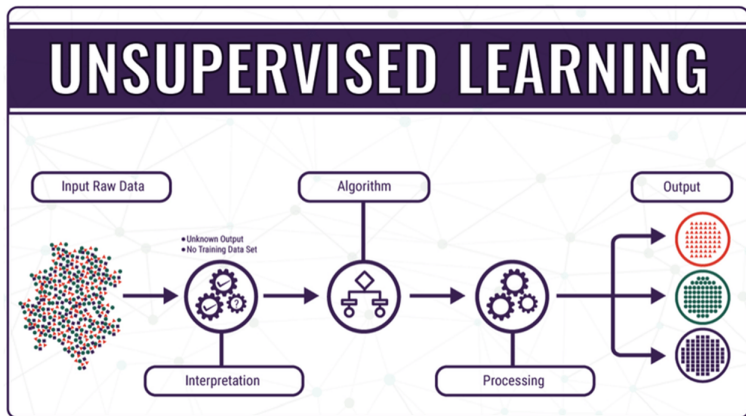 UNSUPERVISED LEARNING
Input Raw Data
Algorithm
Output
• Unknown Output
• No Training Data Set
?
Interpretation
Processing